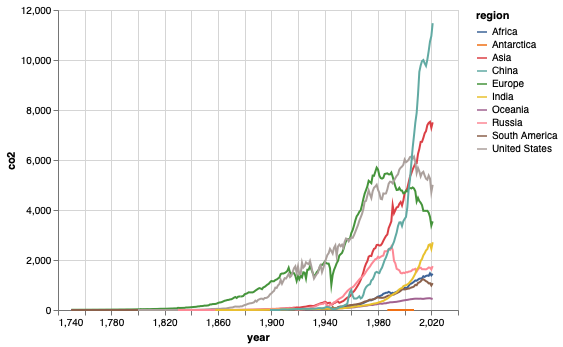 12,000
10,000
8,000
6,000
4,000
2,000
0
co2
1,740 1,780 1,820 1,860 1,900 1,940 1,980 2,020
year
region
Africa
Antarctica
Asia
China
Europe
India
Oceania
Russia
South America
United States